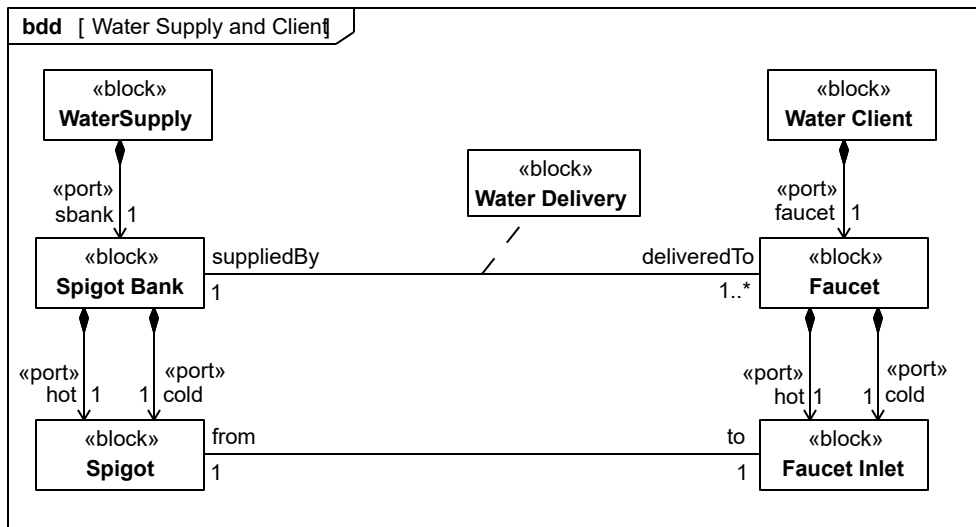 bdd [ Water Supply and Client]
«block»
WaterSupply
«block»
Water Client
«block»
Water Delivery
«port»
sbank 1
«port»
faucet 1
«block»
Spigot Bank
suppliedBy
1
deliveredTo
1..*
«block»
Faucet
«port»
hot 1
«port»
1 cold
«port»
hot 1
«port»
1 cold
«block»
Spigot
from
1
to
1
«block»
Faucet Inlet